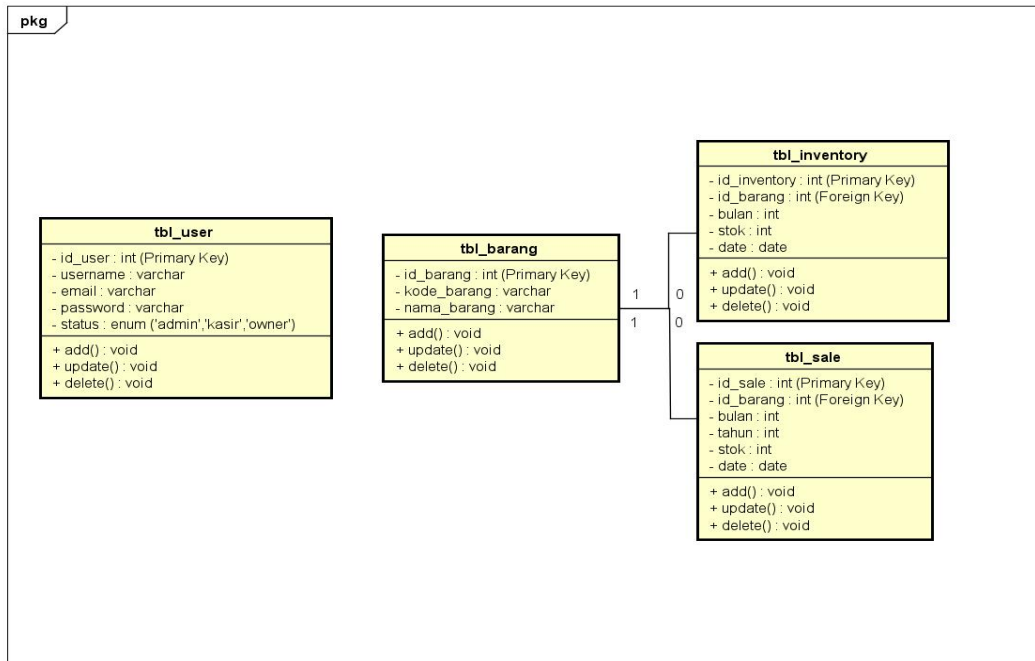 pkg
tbl_user
- id_user : int (Primary Key)
- username : varchar
- email : varchar
- password : varchar
- status : enum ('admin','kasir','owner')
+ add() : void
+ update() : void
+ delete() : void
tbl_barang
- id_barang : int (Primary Key)
- kode_barang : varchar
- nama_barang : varchar
+ add() : void
+ update() : void
+ delete() : void
1 0
1 0
tbl_inventory
- id_inventory : int (Primary Key)
- id_barang : int (Foreign Key)
- bulan : int
- stok : int
- date : date
+ add() : void
+ update() : void
+ delete() : void
tbl_sale
- id_sale : int (Primary Key)
- id_barang : int (Foreign Key)
- bulan : int
- tahun : int
- stok : int
- date : date
+ add() : void
+ update() : void
+ delete() : void